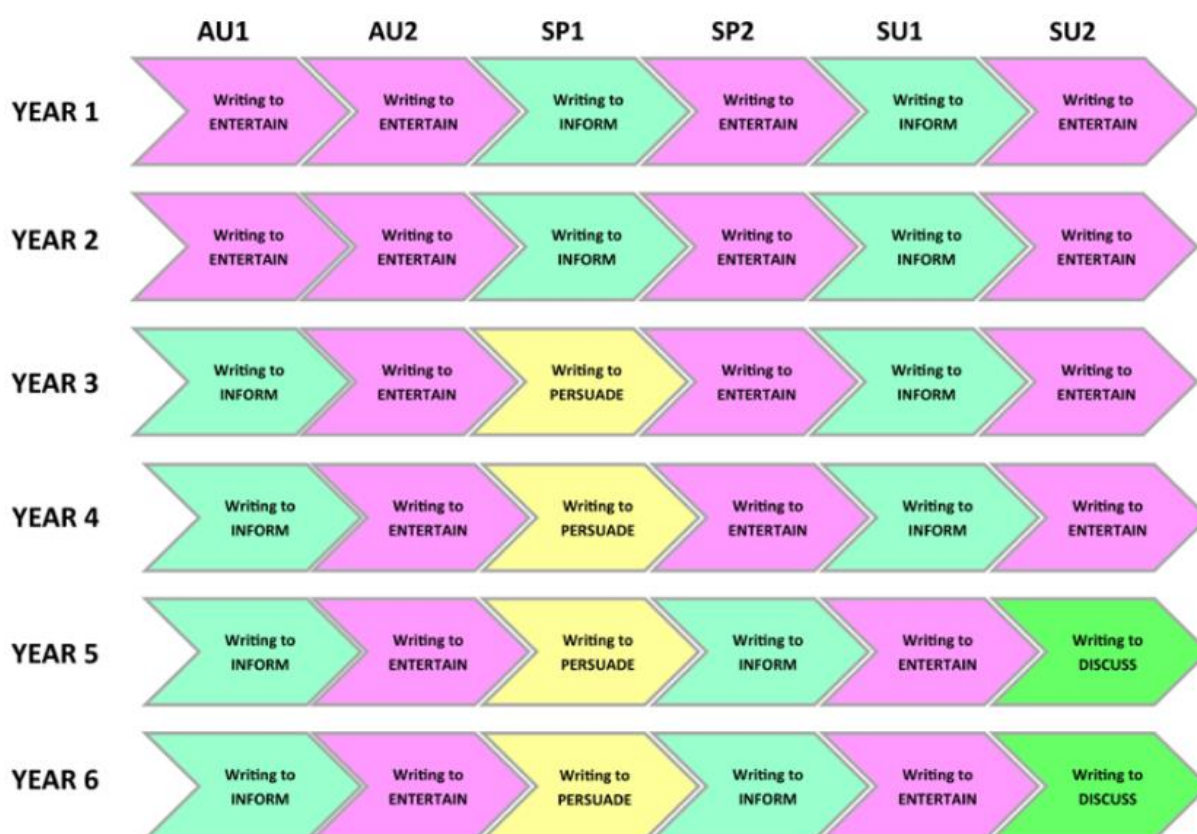 AU1 AU2 SP1 SP2 SU1 SU2
YEAR 1
Writing to Writing to Writing to Writing to Writing to Writing to
ENTERTAIN ENTERTAIN INFORM ENTERTAIN INFORM ENTERTAIN
YEAR 2
Writing to Writing to Writing to Writing to Writing to Writing to
ENTERTAIN ENTERTAIN INFORM ENTERTAIN INFORM ENTERTAIN
YEAR 3
Writing to Writing to Writing to Writing to Writing to Writing to
INFORM ENTERTAIN PERSUADE ENTERTAIN INFORM ENTERTAIN
YEAR 4
Writing to Writing to Writing to Writing to Writing to Writing to
INFORM ENTERTAIN PERSUADE ENTERTAIN INFORM ENTERTAIN
YEAR 5
Writing to Writing to Writing to Writing to Writing to Writing to
INFORM ENTERTAIN PERSUADE INFORM ENTERTAIN DISCUSS
YEAR 6
Writing to Writing to Writing to Writing to Writing to Writing to
INFORM ENTERTAIN PERSUADE INFORM ENTERTAIN DISCUSS